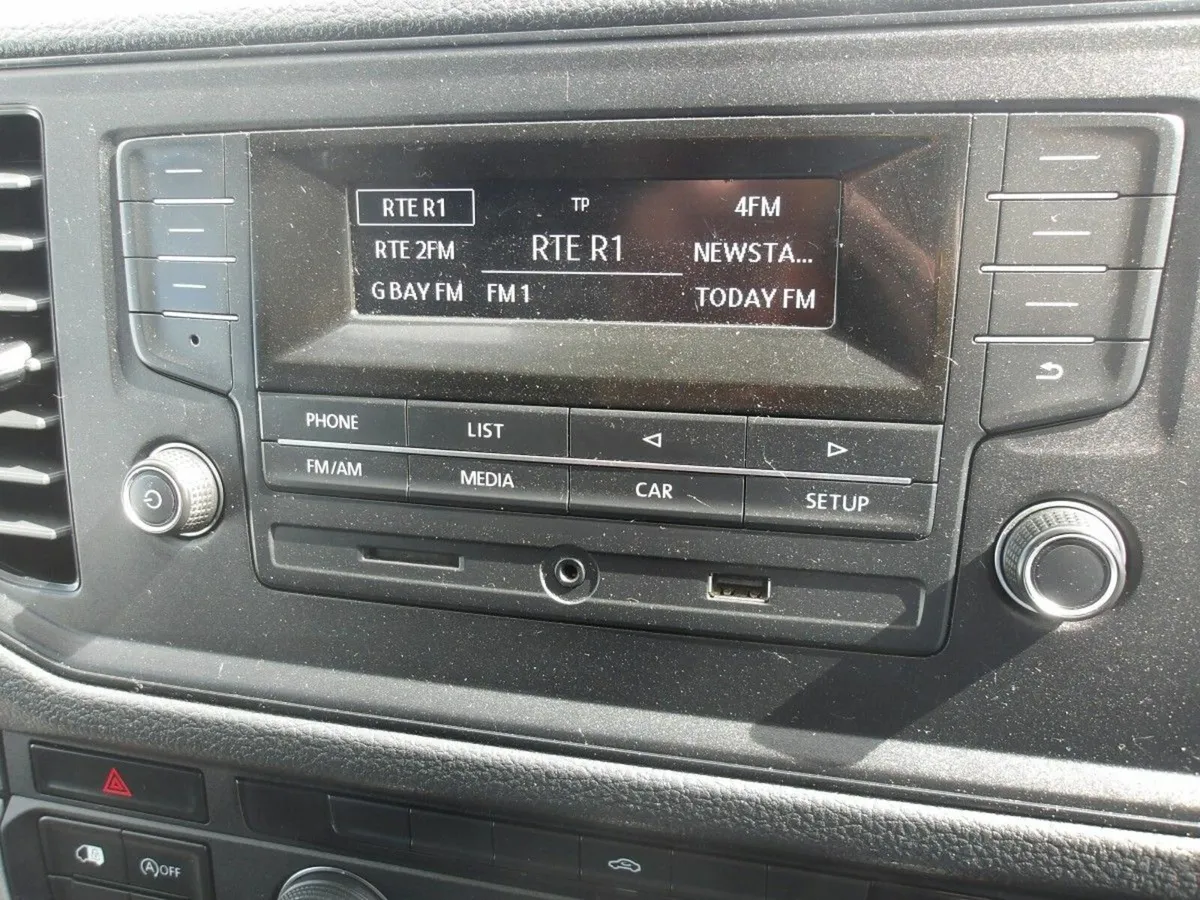 RTE R1 TP 4FM
RTE 2FM RTE R1 NEWSTA...
G BAY FM FM 1 TODAY FM
PHONE LIST
FM/AM MEDIA CAR SETUP
A OFF